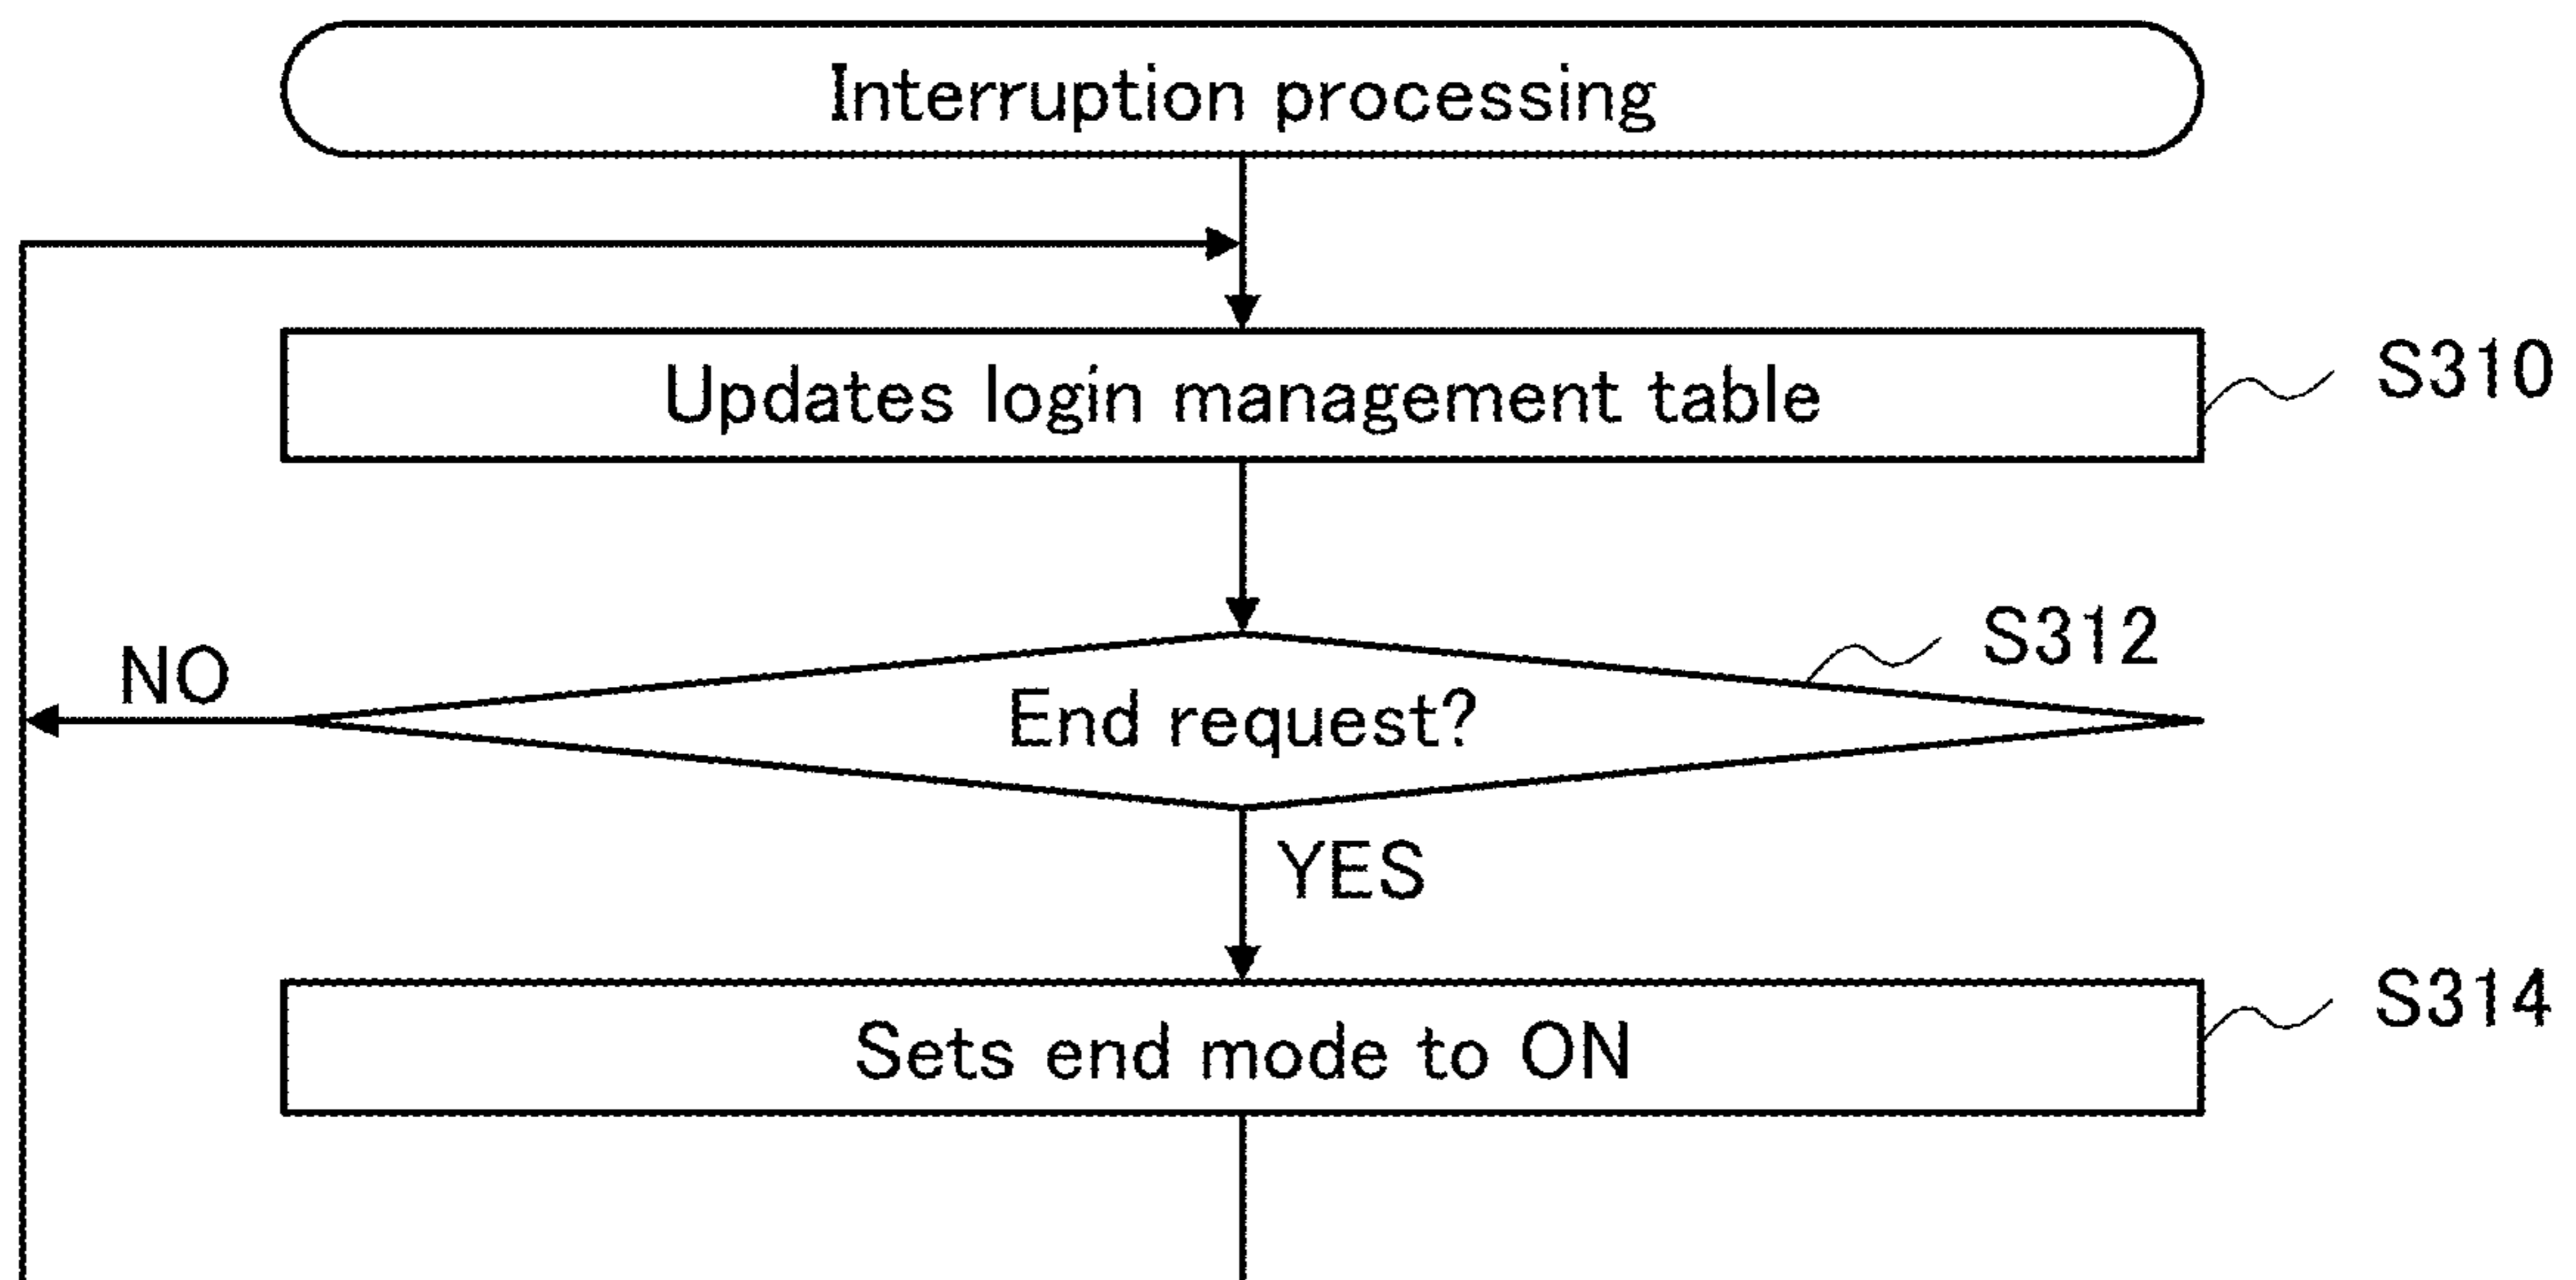 Interruption processing
Updates login management table
S310
S312
NO
End request?
YES
Sets end mode to ON
S314